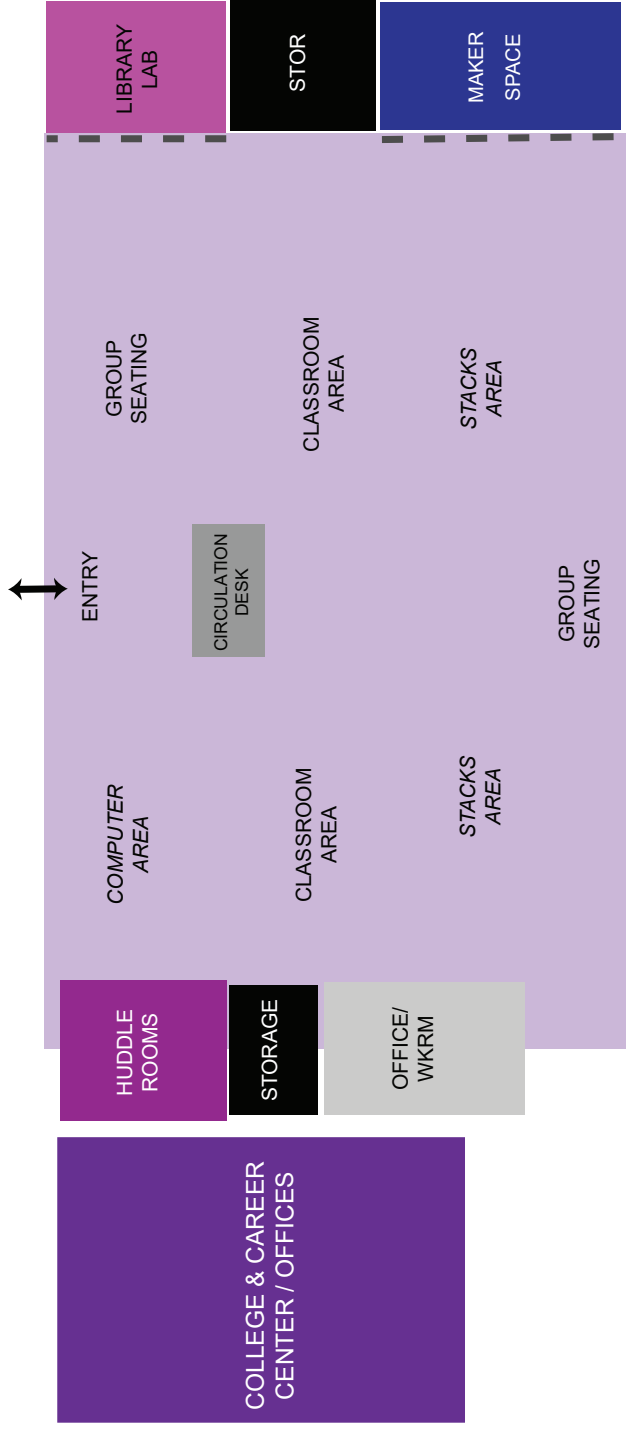 HUDDLE
ROOMS
COMPUTER
AREA
ENTRY
GROUP
SEATING
LIBRARY
LAB
COLLEGE & CAREER
CENTER / OFFICES
STORAGE
CLASSROOM
AREA
CIRCULATION
DESK
CLASSROOM
AREA
STOR
OFFICE/
WKRM
STACKS
AREA
STACKS
AREA
MAKER
SPACE
GROUP
SEATING